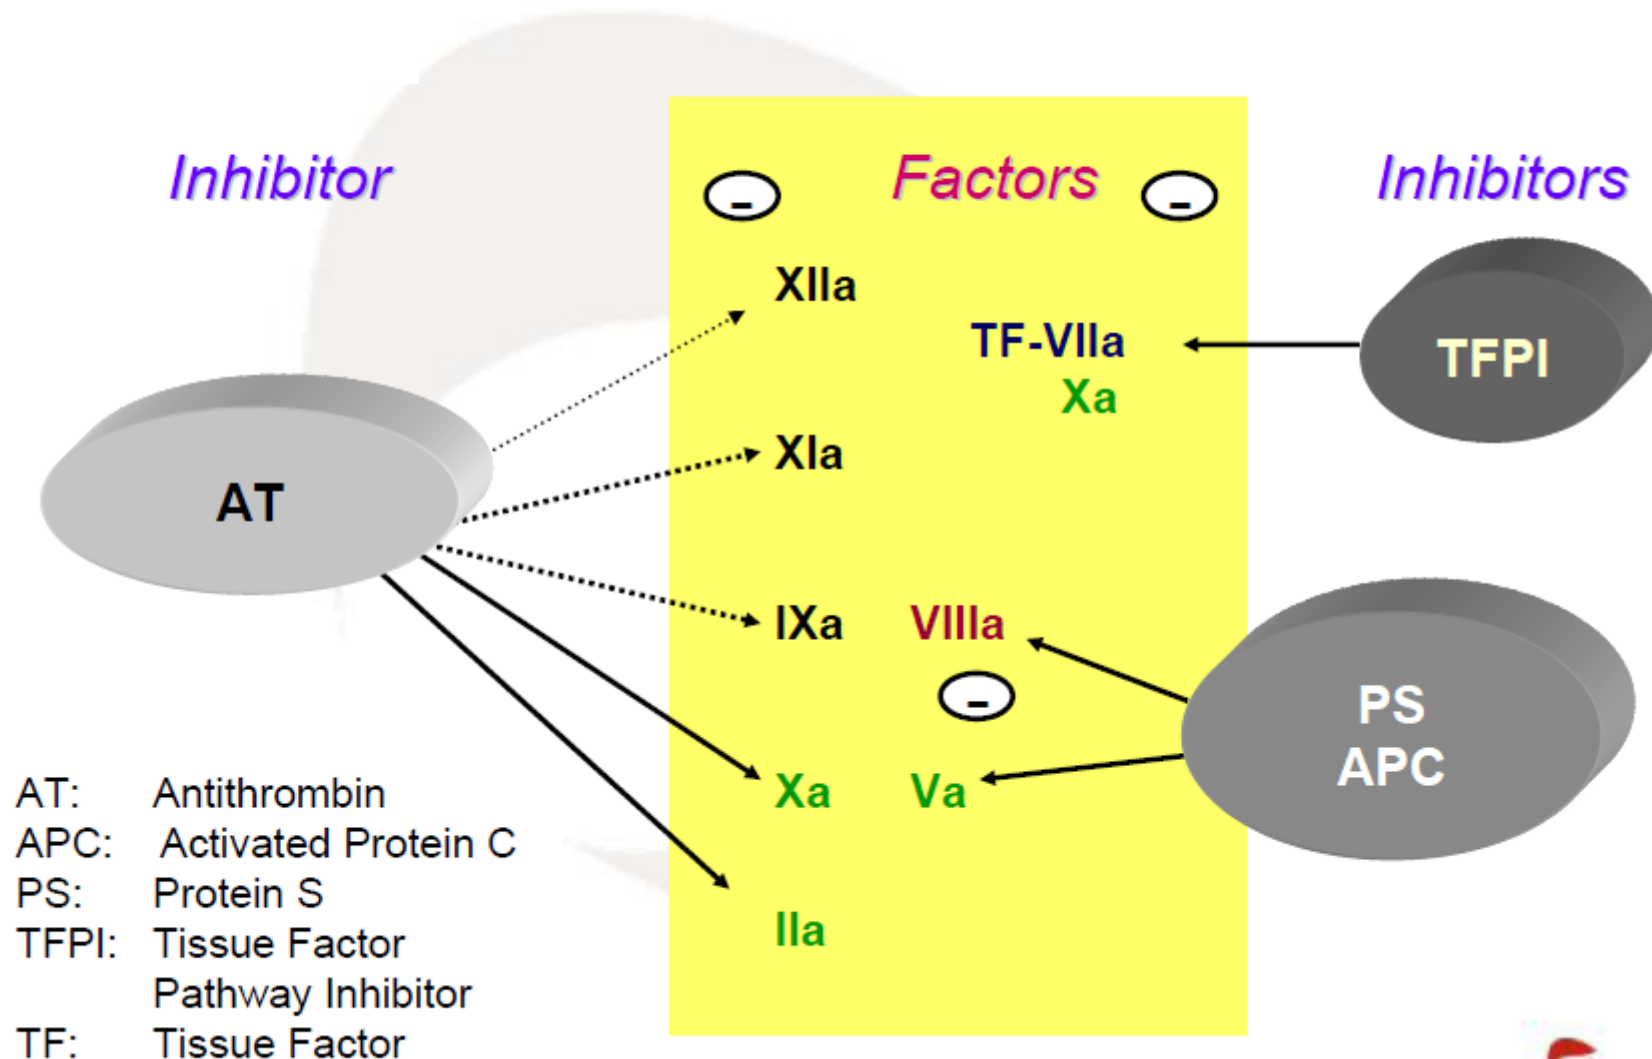 Inhibitor
Factors
Inhibitors
-
-
XIIa
TF-VIIa
Xa
TFPI
XIa
AT
IXa
VIIIa
-
PS
APC
Xa
Va
IIa
AT: Antithrombin
APC: Activated Protein C
PS: Protein S
TFPI: Tissue Factor
Pathway Inhibitor
TF: Tissue Factor